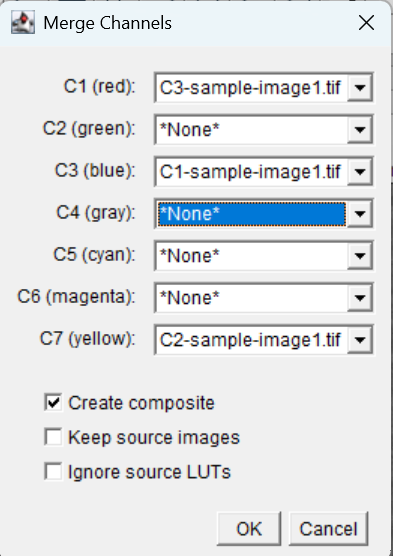 Merge Channels
C1 (red): C3-sample-image1.tif
C2 (green): *None*
C3 (blue): C1-sample-image1.tif
C4 (gray): *None*
C5 (cyan): *None*
C6 (magenta): *None*
C7 (yellow): C2-sample-image1.tif
Create composite
Keep source images
Ignore source LUTs
OK Cancel